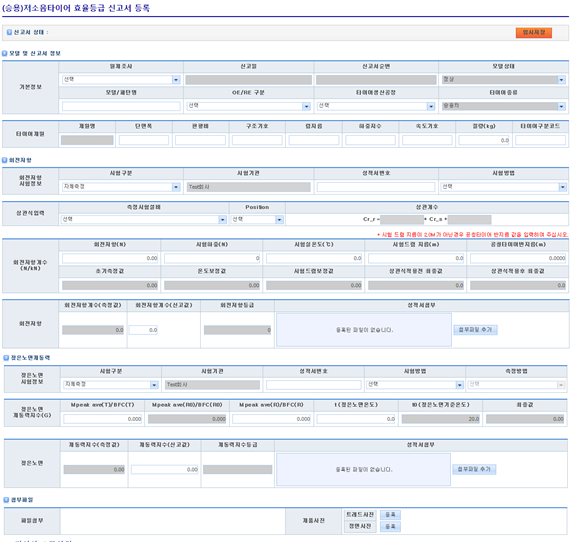 (승용)저소음타이어 효율등급 신고서 등록
신고서 상태 :
임시저장
모델 및 신고서 정보
기본정보
원제조사 신고일 신고서순번 모델상태
선택 정상
모델/패턴명 OE/RE 구분 타이어생산공장 타이어종류
선택 선택 승용차
타이어제원
제원명 단면폭 편평비 구조기호 림지름 하중지수 속도기호 질량(kg) 타이어구분코드
0.0
회전저항
회전저항 시험정보
시험구분 시험기관 성적서번호 시험방법
자체측정 Test회사 선택
상관식입력
측정시험설비 Position 상관계수
선택 선택 Cr_r = * Cr_s +
* 시험 드럼 지름이 2.0M가 아닌경우 공칭타이어 반지름 값을 입력하여 주십시오.
회전저항계수 (N/kN)
회전저항(N) 시험하중(N) 시험실온도(℃) 시험드럼 지름(m) 공칭타이어반지름(m)
0.00 0 0.00 0.0 0.0000
초기측정값 온도보정값 시험드럼보정값 상관식적용전 최종값 상관식적용후 최종값
0.00 0.00 0.00 0.00 0.00
회전저항
회전저항계수(측정값) 회전저항계수(신고값) 회전저항등급 성적서첨부
0.0 0.0 0 등록된 파일이 없습니다. 첨부파일 추가
젖은노면제동력
젖은노면 시험정보
시험구분 시험기관 성적서번호 시험방법 측정방법
자체측정 Test회사 선택 선택
젖은노면 제동력지수(G)
Mpeak ave(T)/BFC(T) Mpeak ave(R0)/BFC(R0) Mpeak ave(R)/BFC(R) t (젖은노면온도) t0 (젖은노면기준온도) 최종값
0.000 0.000 0.000 0.0 20.0 0.00
젖은노면
제동력지수(측정값) 제동력지수(신고값) 제동력지수등급 성적서첨부
0.00 0.00 등록된 파일이 없습니다. 첨부파일 추가
첨부파일
파일첨부 제품사진
트레드사진 등록
정면사진 등록